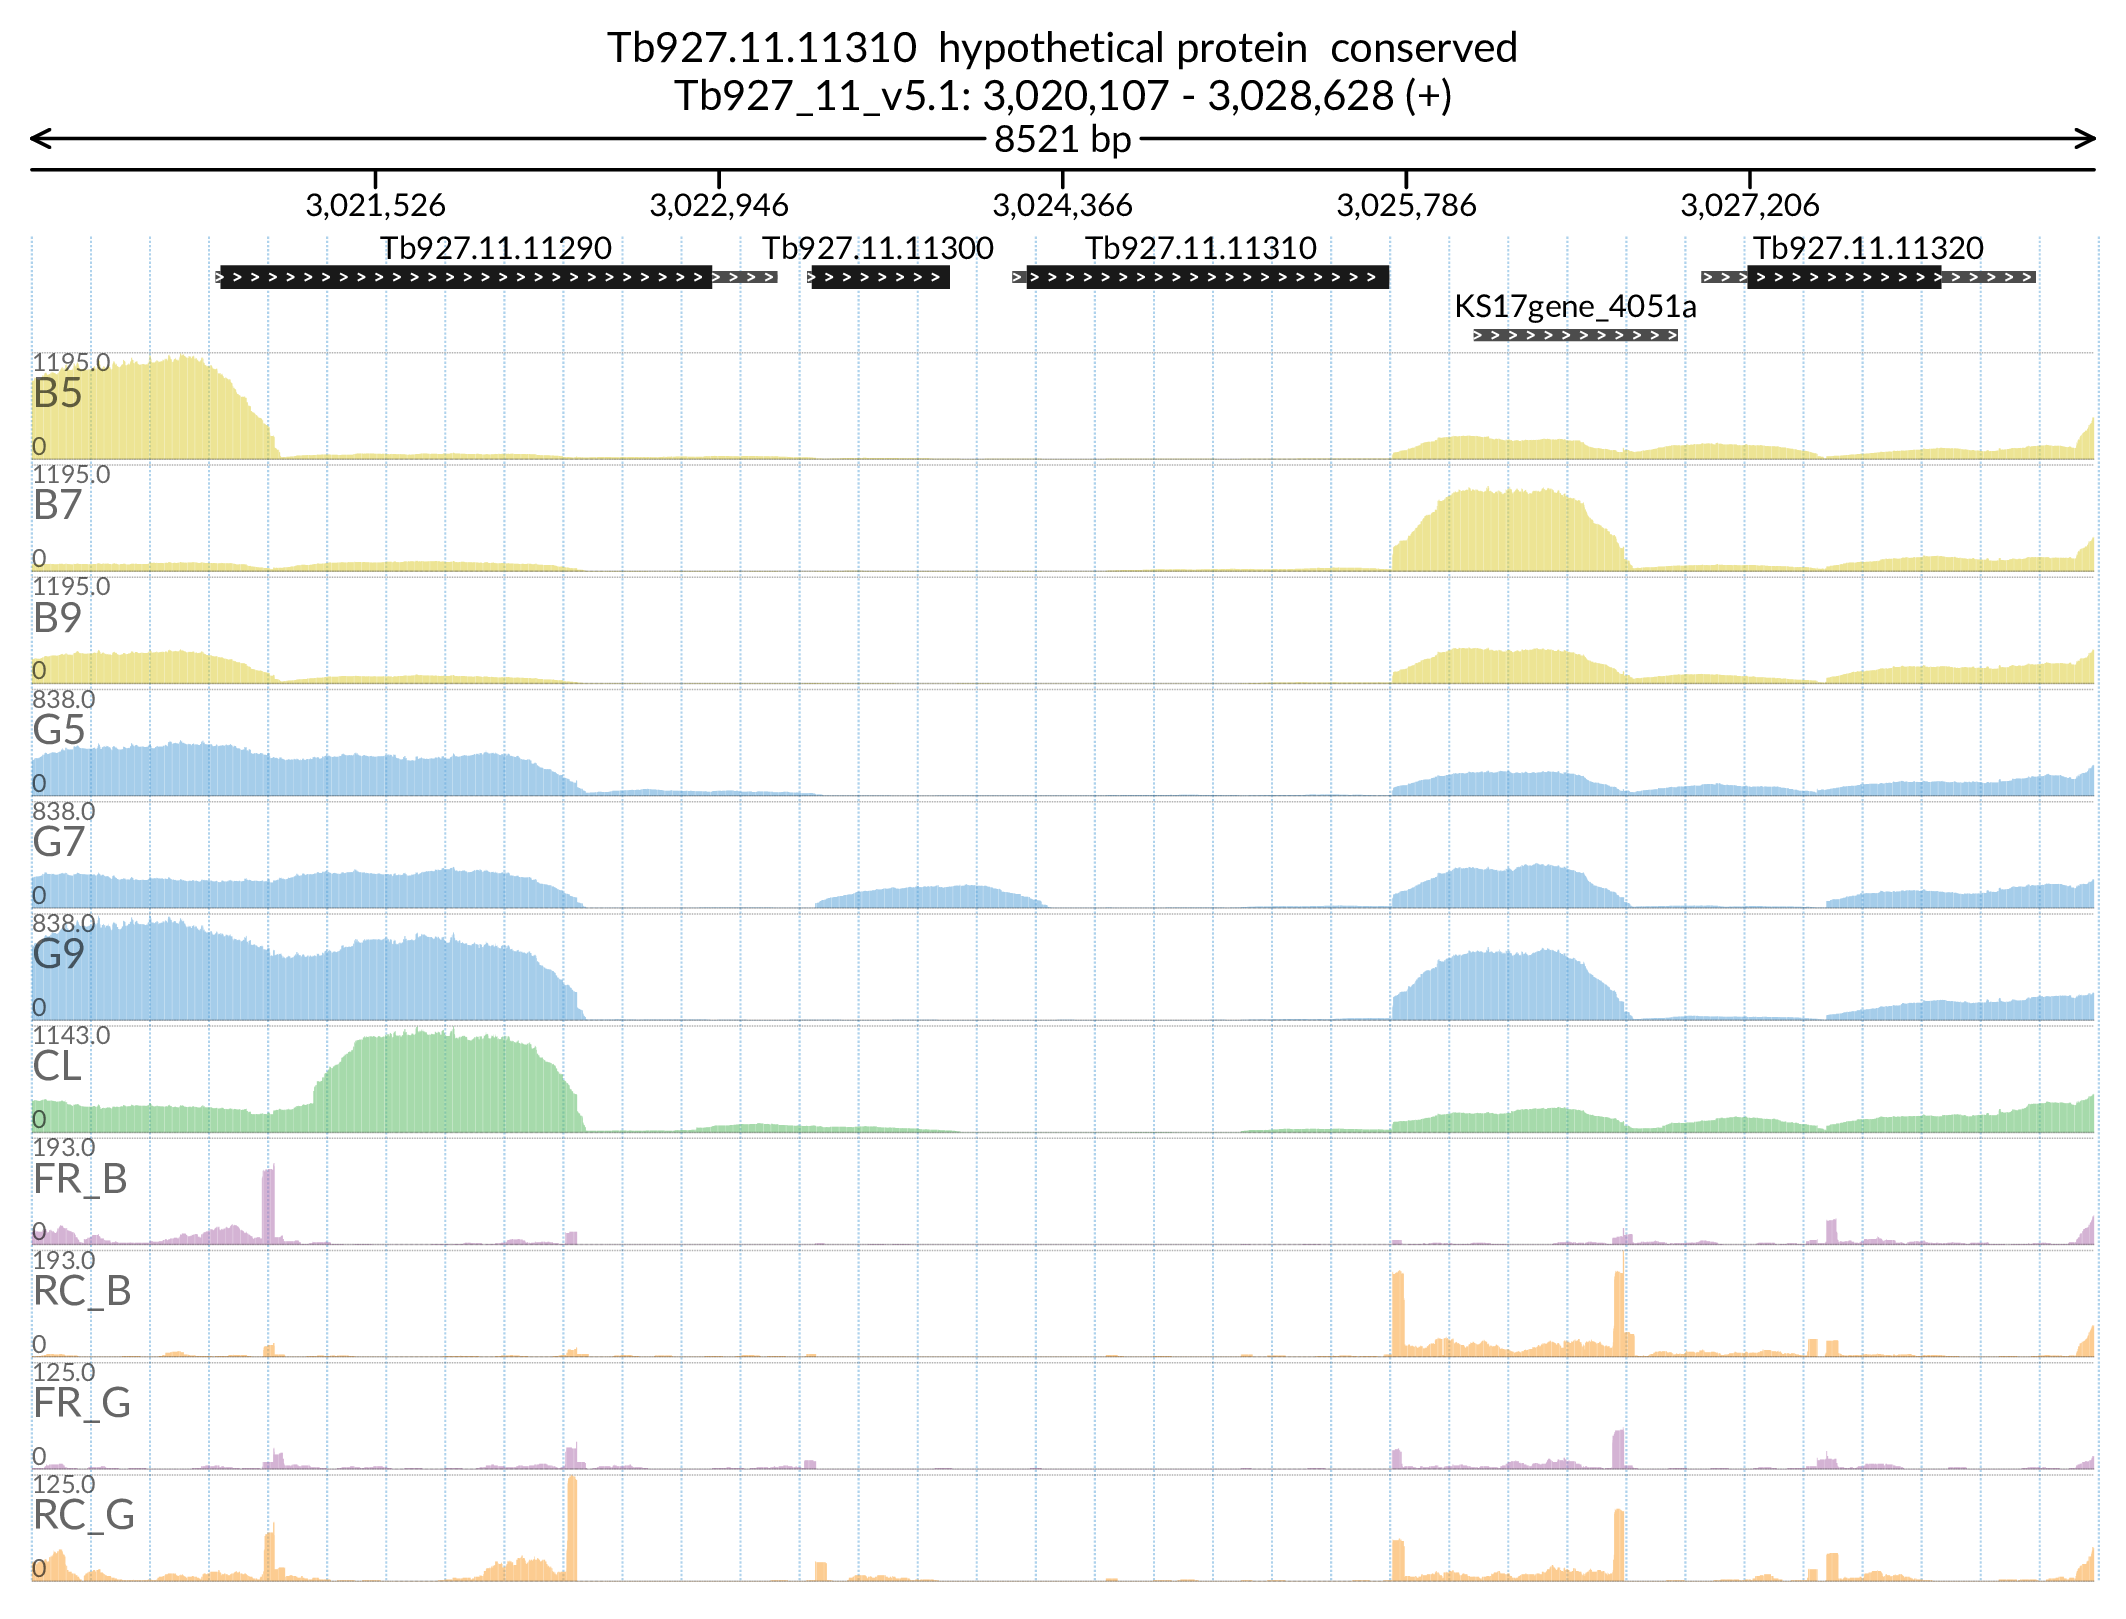 Tb927.11.11310 hypothetical protein conserved
Tb927_11_v5.1: 3,020,107 - 3,028,628 (+)
8521 bp
3,021,526 3,022,946 3,024,366 3,025,786 3,027,206
Tb927.11.11290 Tb927.11.11300 Tb927.11.11310 Tb927.11.11320
KS17gene_4051a
1195.0
B5
0
1195.0
B7
0
1195.0
B9
0
838.0
G5
0
838.0
G7
0
838.0
G9
0
1143.0
CL
0
193.0
FR_B
0
193.0
RC_B
0
125.0
FR_G
0
125.0
RC_G
0